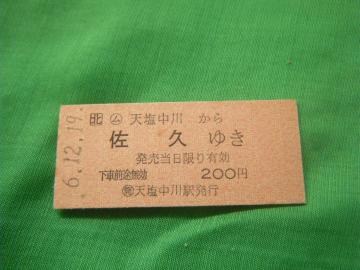 6.12.19.
北 ム 天塩中川 から
佐久 ゆき
発売当日限り有効
下車前途無効 200円
天塩中川駅発行